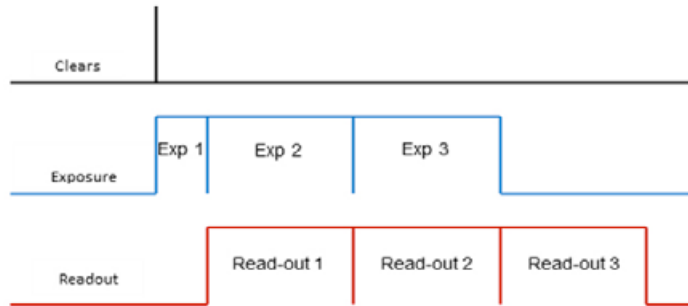 Clears
Exp 1
Exp 2
Exp 3
Exposure
Read-out 1
Read-out 2
Read-out 3
Readout